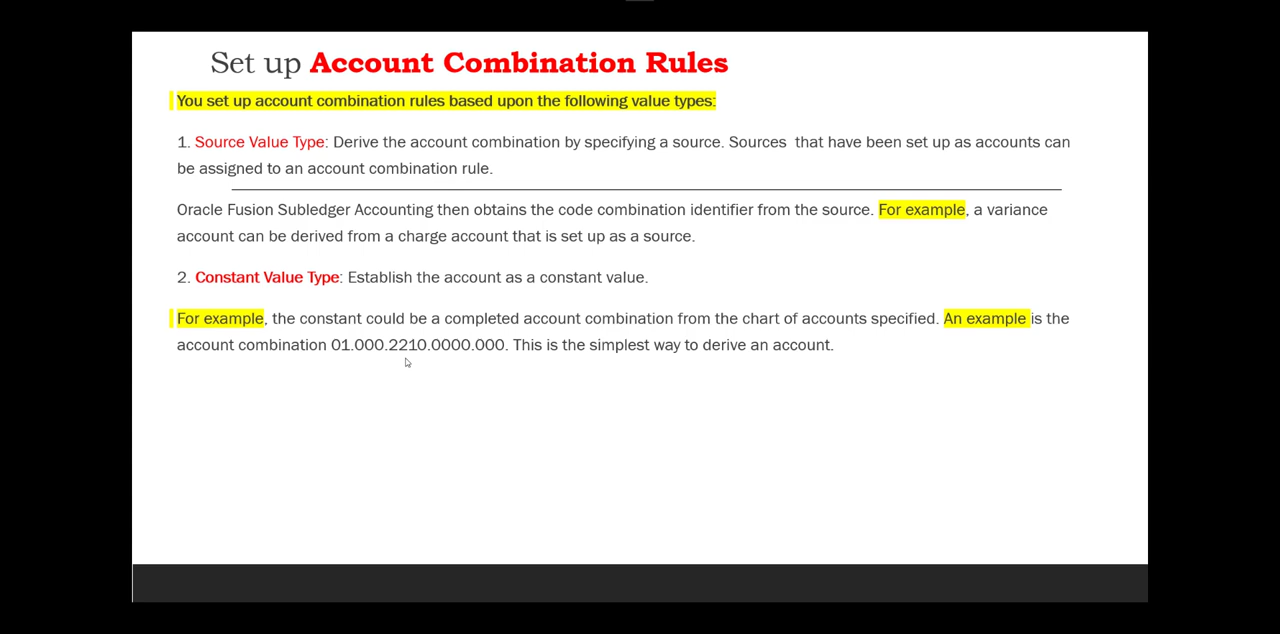 Set up Account Combination Rules
You set up account combination rules based upon the following value types:
1. Source Value Type: Derive the account combination by specifying a source. Sources  that have been set up as accounts can
be assigned to an account combination rule.
Oracle Fusion Subledger Accounting then obtains the code combination identifier from the source. For example, a variance
account can be derived from a charge account that is set up as a source.
2. Constant Value Type: Establish the account as a constant value.
For example, the constant could be a completed account combination from the chart of accounts specified. An example is the
account combination 01.000.2210.0000.000. This is the simplest way to derive an account.